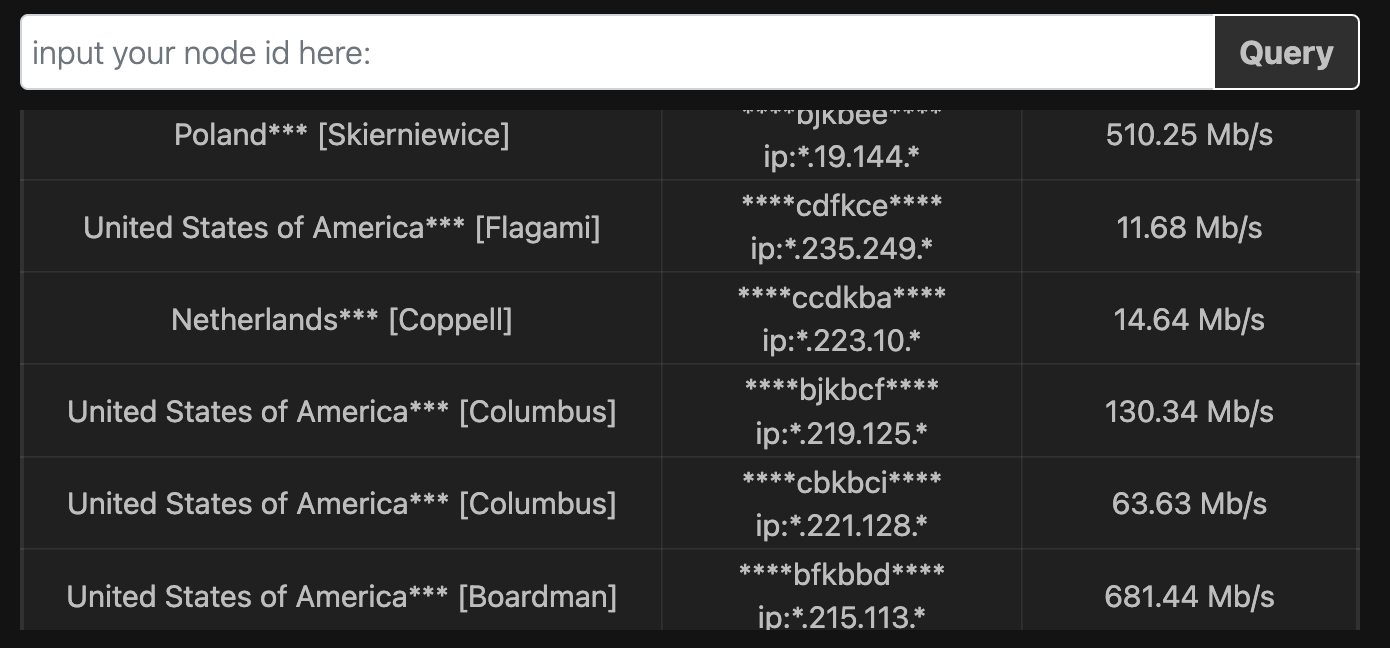 input your node id here:
Query
Poland*** [Skierniewice]
****bjkbee****
ip:*.19.144.*
510.25 Mb/s
United States of America*** [Flagami]
****cdfkce****
ip:*.235.249.*
11.68 Mb/s
Netherlands*** [Coppell]
****ccdkba****
ip:*.223.10.*
14.64 Mb/s
United States of America*** [Columbus]
****bjkbcf****
ip:*.219.125.*
130.34 Mb/s
United States of America*** [Columbus]
****cbkbci****
ip:*.221.128.*
63.63 Mb/s
United States of America*** [Boardman]
****bfkbbd****
ip:*.215.113.*
681.44 Mb/s